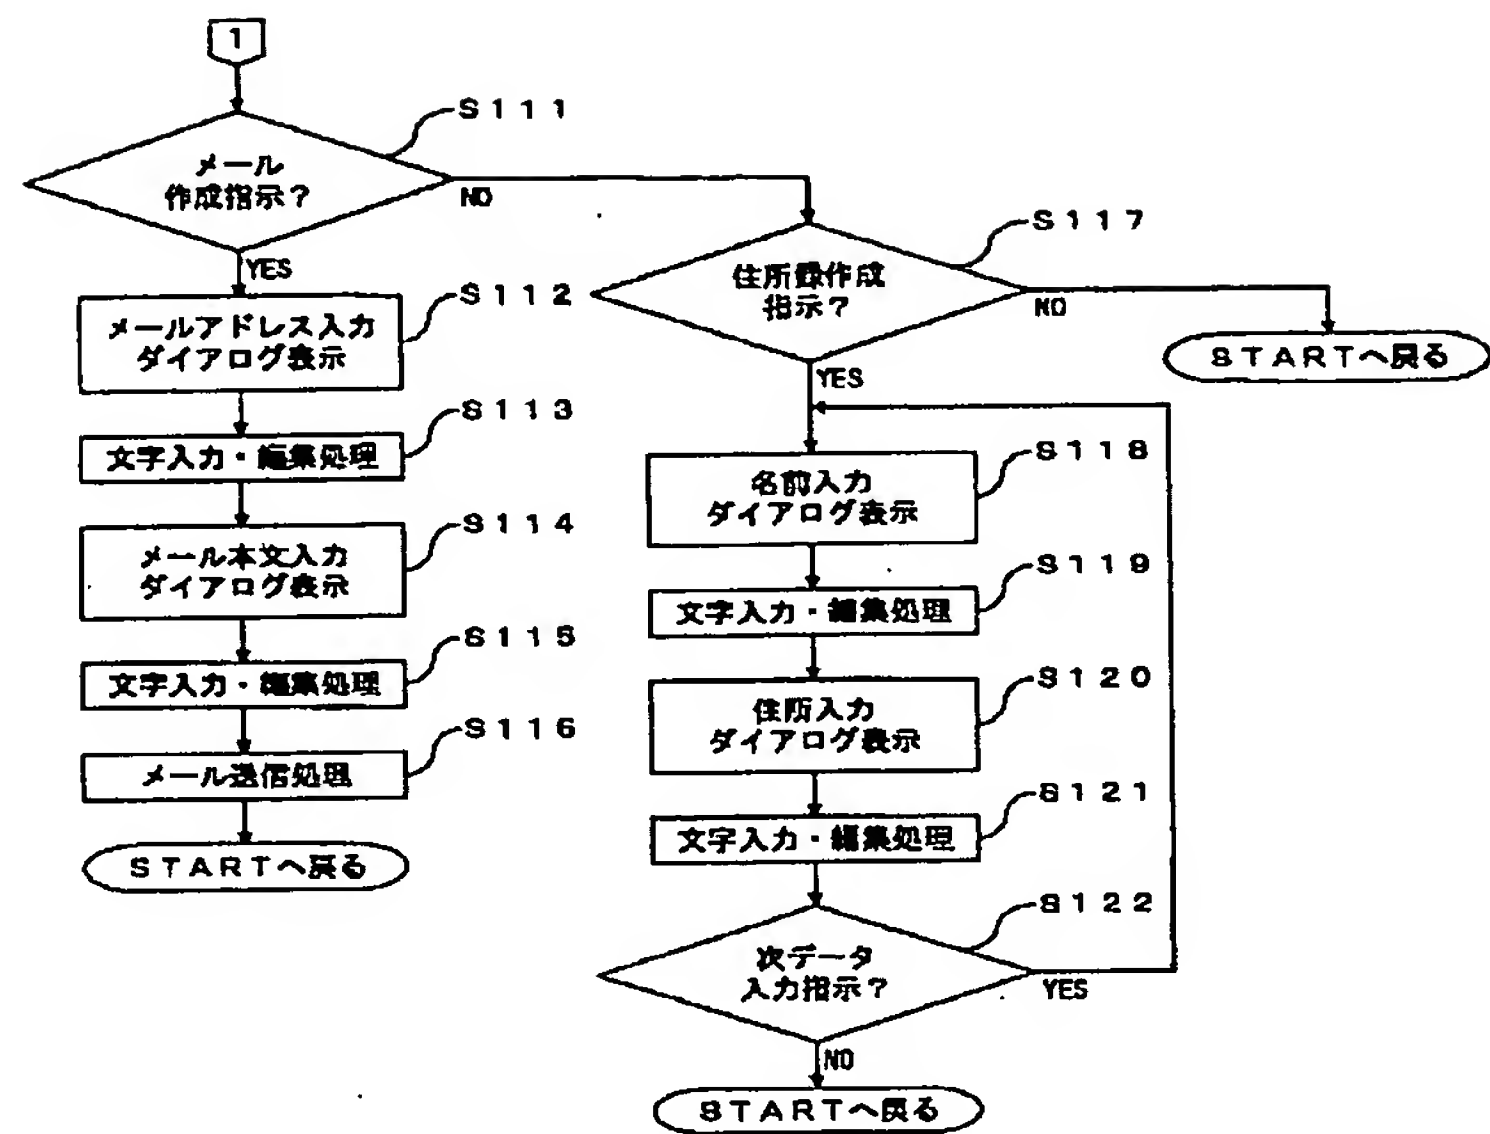 1
S111
メール
作成指示?
NO
YES
S112
メールアドレス入力
ダイアログ表示
S113
文字入力・編集処理
S114
メール本文入力
ダイアログ表示
S115
文字入力・編集処理
S116
メール送信処理
STARTへ戻る
S117
住所録作成
指示?
NO
STARTへ戻る
YES
S118
名前入力
ダイアログ表示
S119
文字入力・編集処理
S120
住所入力
ダイアログ表示
S121
文字入力・編集処理
S122
次データ
入力指示?
YES
NO
STARTへ戻る